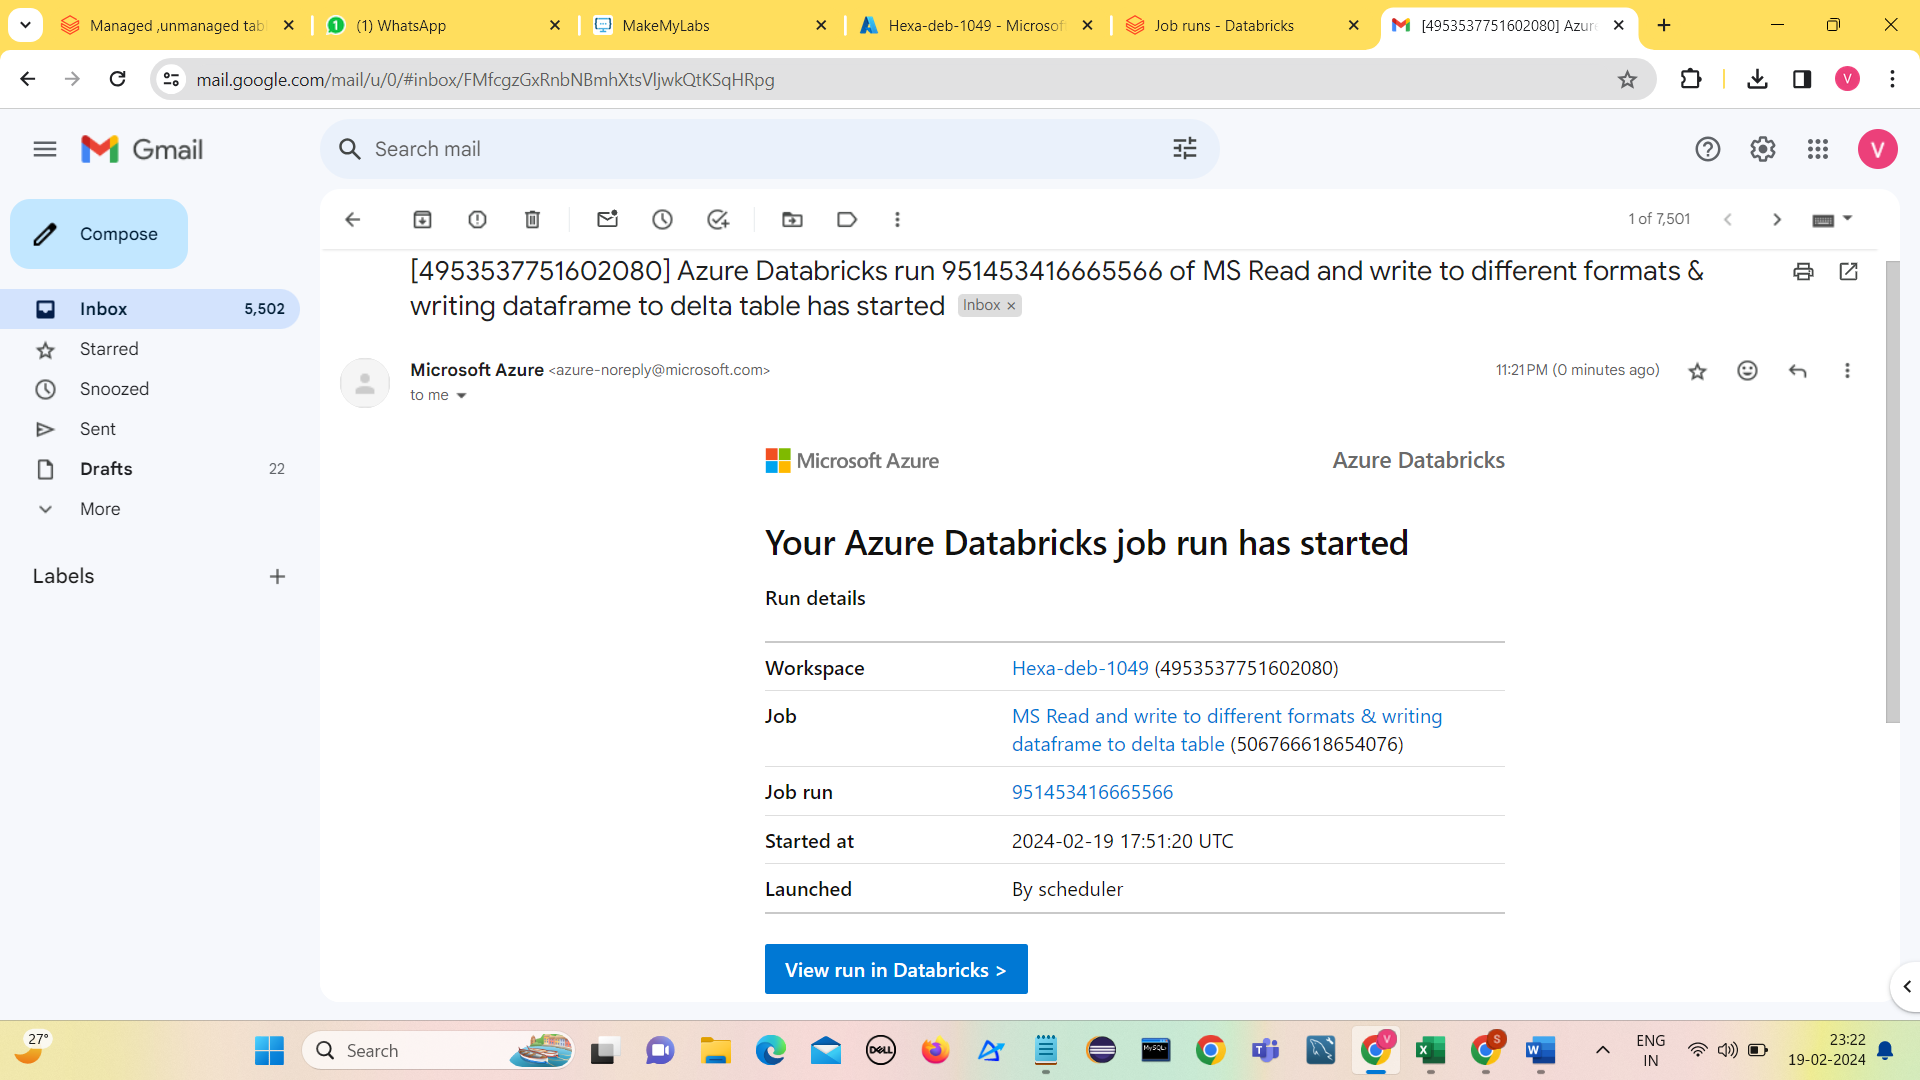 Managed ,unmanaged tab
(1) WhatsApp
MakeMyLabs
Hexa-deb-1049 - Microsof
Job runs - Databricks
[4953537751602080] Azur
mail.google.com/mail/u/0/#inbox/FMfcgzGxRnbNBmhXtsVljwkQtKSqHRpg
V
Gmail
Search mail
V
Compose
1 of 7,501
[4953537751602080] Azure Databricks run 951453416665566 of MS Read and write to different formats &
writing dataframe to delta table has started Inbox ×
Inbox 5,502
Starred
Snoozed
Sent
Drafts 22
More
Labels
Microsoft Azure <azure-noreply@microsoft.com> 11:21 PM (0 minutes ago)
to me
Microsoft Azure Azure Databricks
Your Azure Databricks job run has started
Run details
Workspace Hexa-deb-1049 (4953537751602080)
Job MS Read and write to different formats & writing
dataframe to delta table (506766618654076)
Job run 951453416665566
Started at 2024-02-19 17:51:20 UTC
Launched By scheduler
View run in Databricks >
27°
Search
DELL
MySQL
V
S
ENG
IN
23:22
19-02-2024